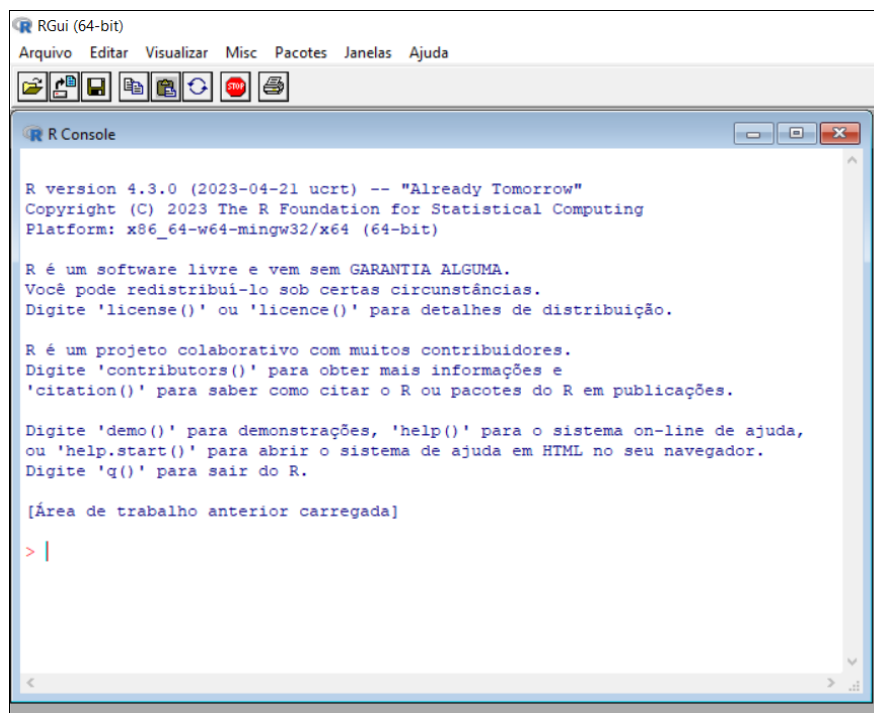 RGui (64-bit)
Arquivo Editar Visualizar Misc Pacotes Janelas Ajuda
STOP
R Console
R version 4.3.0 (2023-04-21 ucrt) -- "Already Tomorrow"
Copyright (C) 2023 The R Foundation for Statistical Computing
Platform: x86_64-w64-mingw32/x64 (64-bit)
R é um software livre e vem sem GARANTIA ALGUMA.
Você pode redistribuí-lo sob certas circunstâncias.
Digite 'license()' ou 'licence()' para detalhes de distribuição.
R é um projeto colaborativo com muitos contribuidores.
Digite 'contributors()' para obter mais informações e
'citation()' para saber como citar o R ou pacotes do R em publicações.
Digite 'demo()' para demonstrações, 'help()' para o sistema on-line de ajuda,
ou 'help.start()' para abrir o sistema de ajuda em HTML no seu navegador.
Digite 'q()' para sair do R.
[Área de trabalho anterior carregada]
>